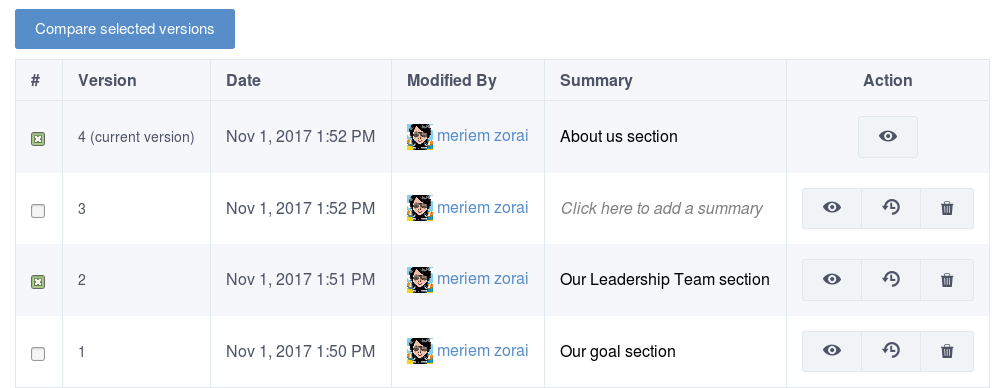 Compare selected versions
# Version Date Modified By Summary Action
4 (current version) Nov 1, 2017 1:52 PM meriem zorai About us section
3 Nov 1, 2017 1:52 PM meriem zorai Click here to add a summary
2 Nov 1, 2017 1:51 PM meriem zorai Our Leadership Team section
1 Nov 1, 2017 1:50 PM meriem zorai Our goal section